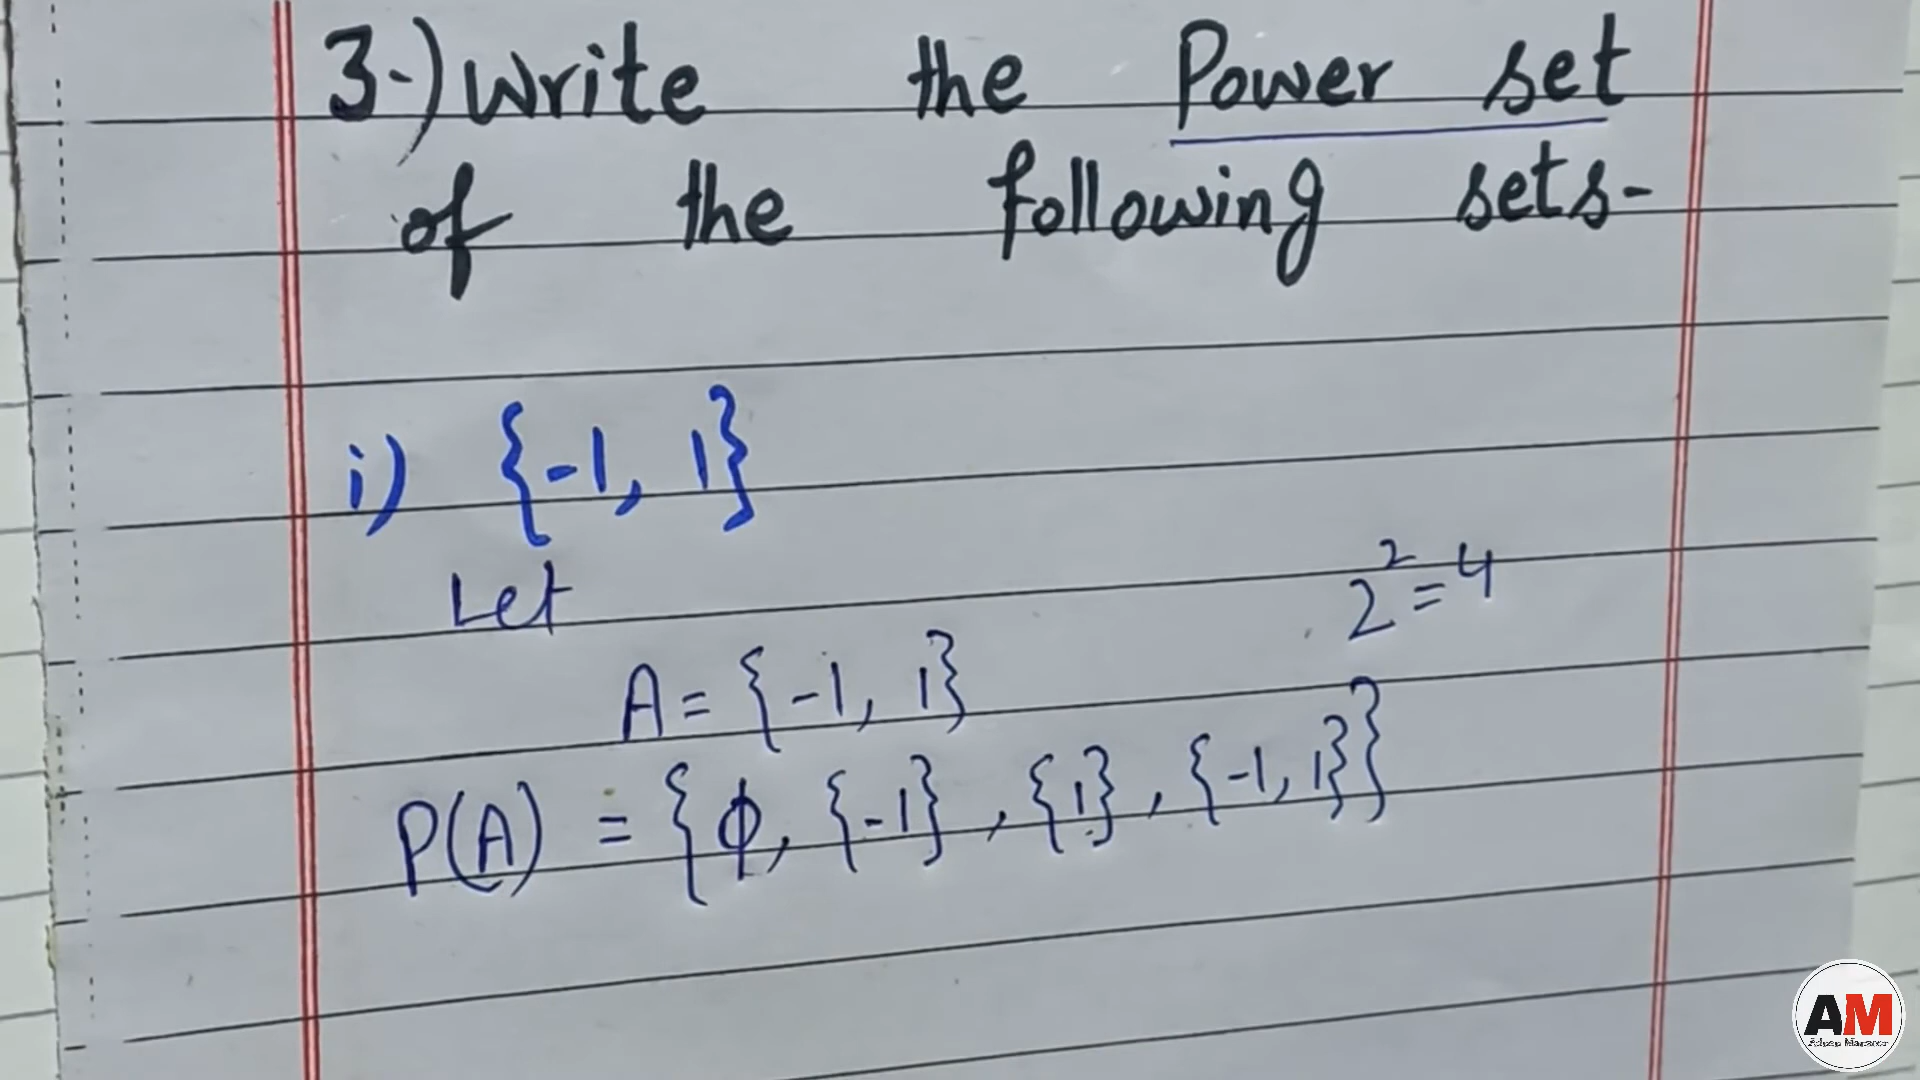 3-) Write the Power set
of the following sets-
i) {-1, 1}
Let
2²=4
A = {-1, 1}
P(A) = {ϕ, {-1}, {1}, {-1, 1}}
AM